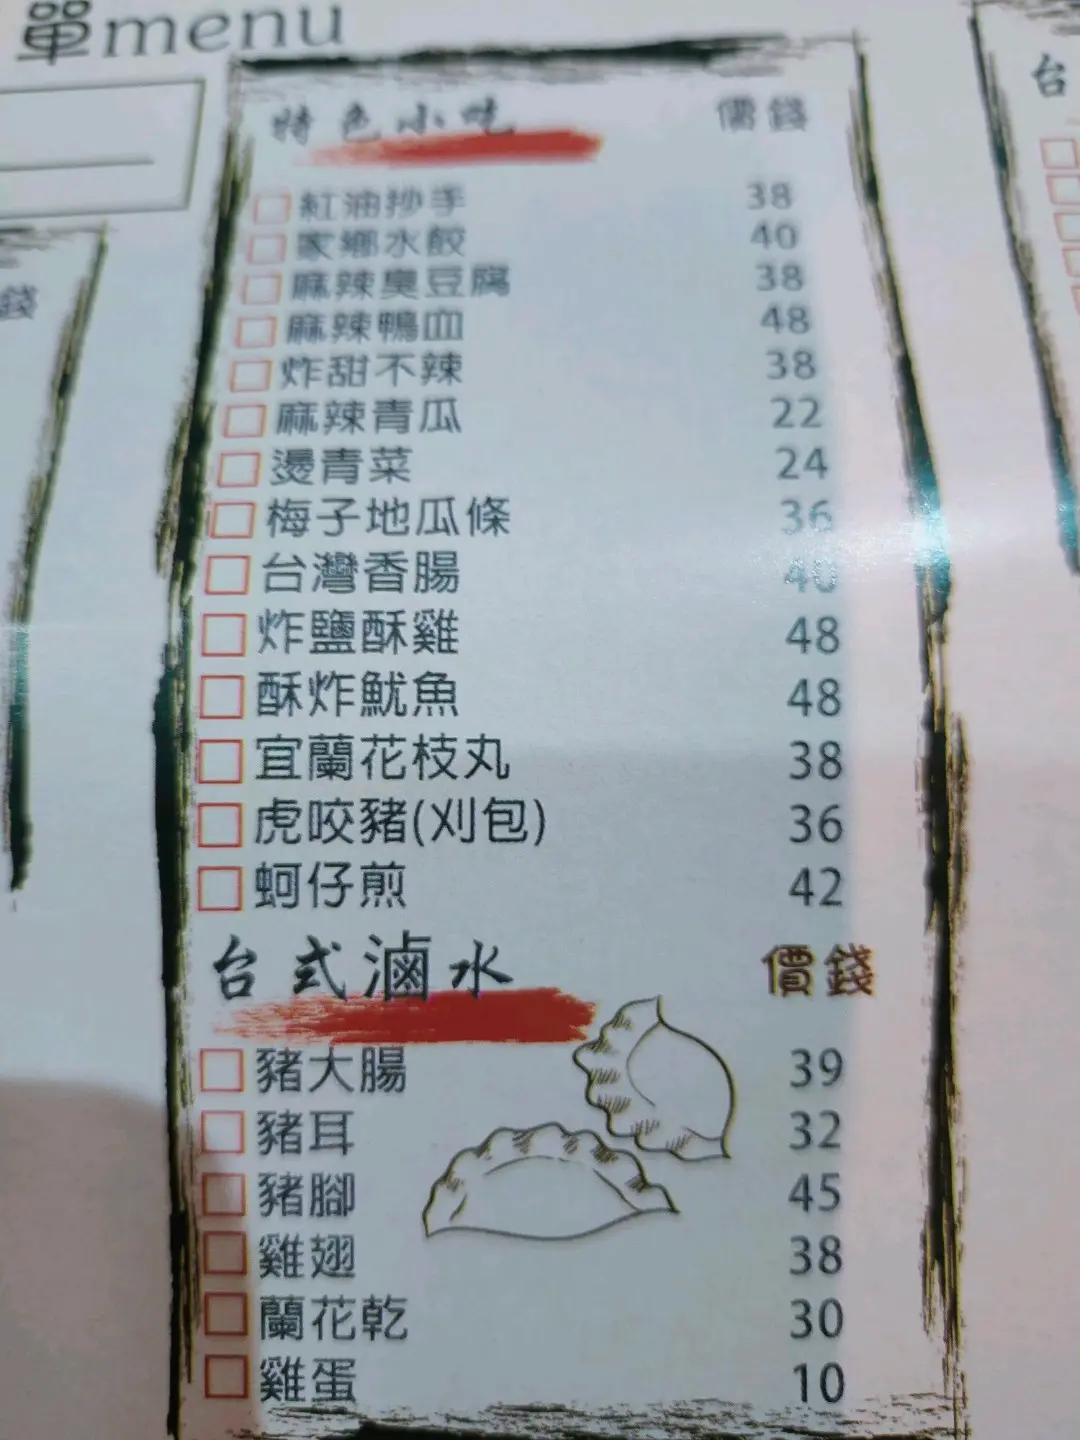 單menu
特色小吃 價錢
紅油抄手 38
家鄉水餃 40
麻辣臭豆腐 38
麻辣鴨血 48
炸甜不辣 38
麻辣青瓜 22
燙青菜 24
梅子地瓜條 36
台灣香腸 40
炸鹽酥雞 48
酥炸魷魚 48
宜蘭花枝丸 38
虎咬豬(刈包) 36
蚵仔煎 42
台式滷水 價錢
豬大腸 39
豬耳 32
豬腳 45
雞翅 38
蘭花乾 30
雞蛋 10
錢
台